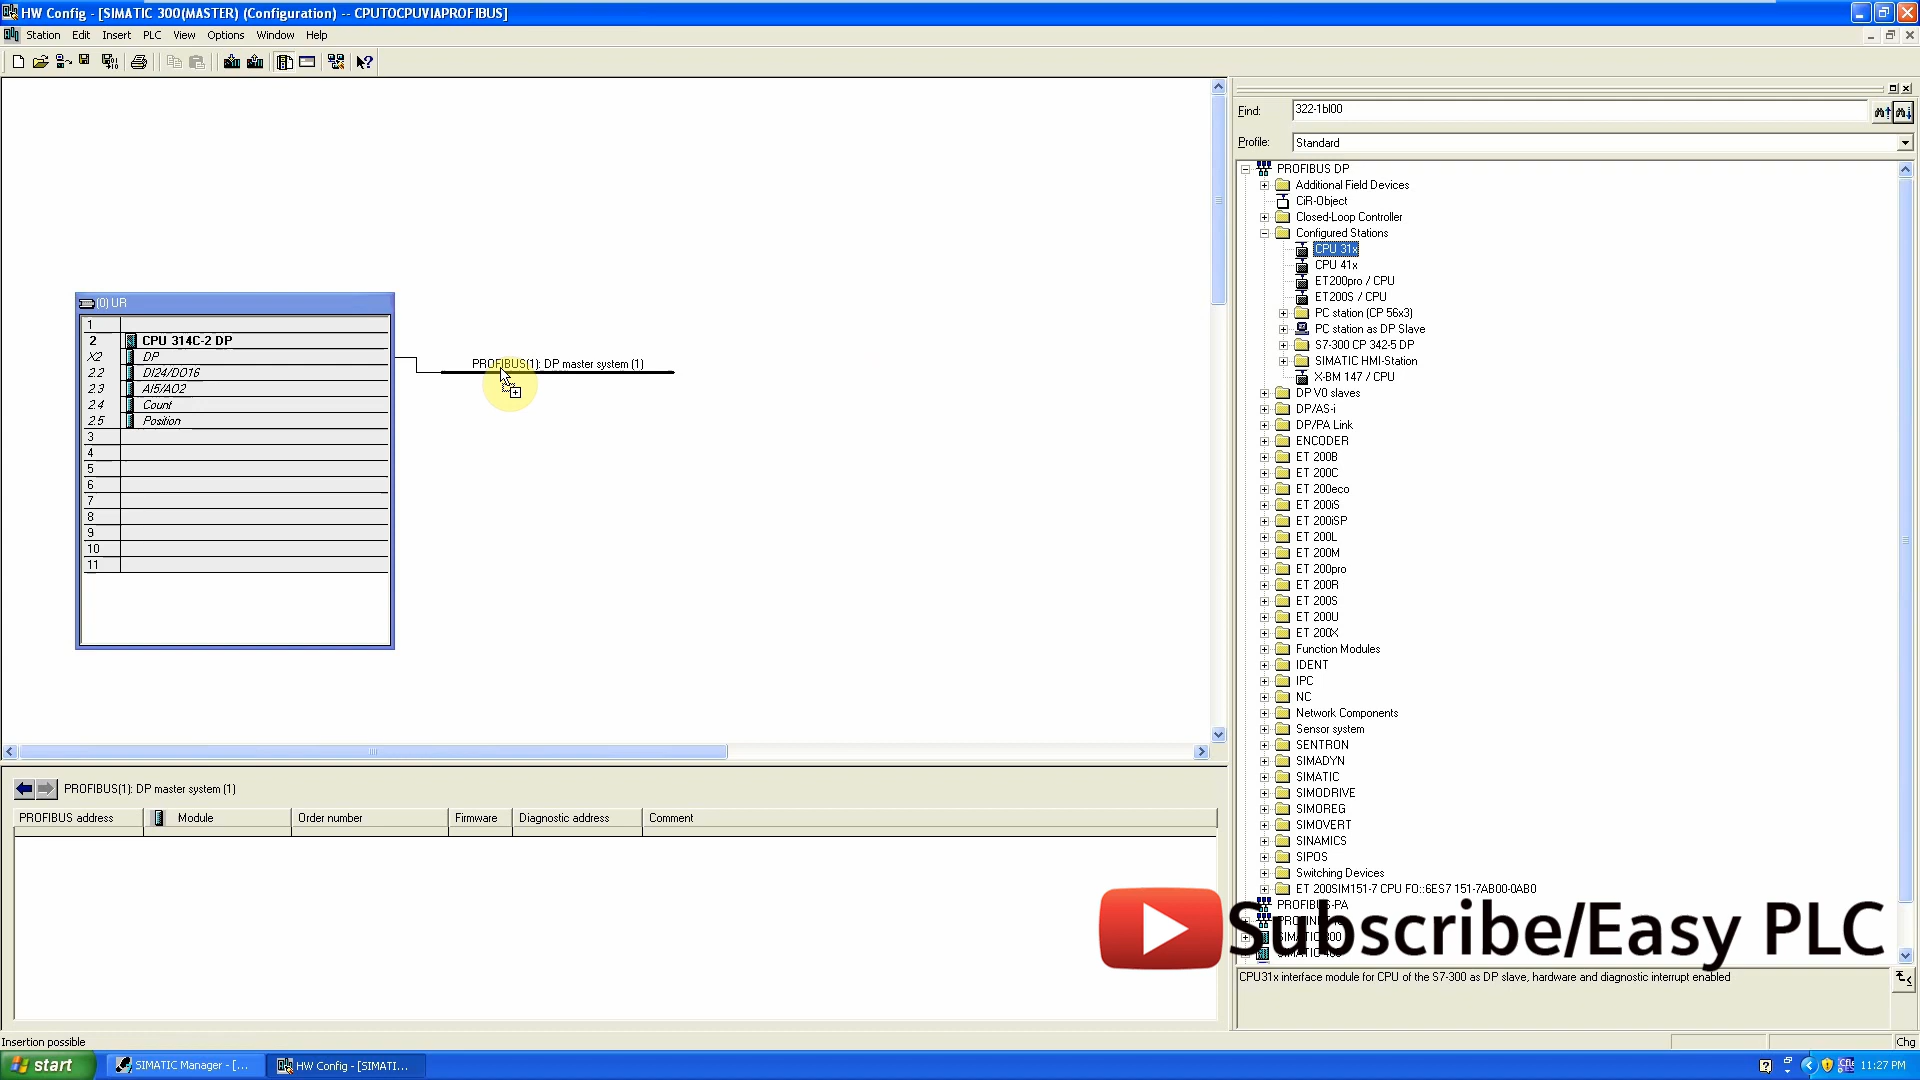 HW Config - [SIMATIC 300(MASTER) (Configuration) -- CPUTOCPUVIAPROFIBUS]
Station Edit Insert PLC View Options Window Help
Find: 322-1bl00
Profile: Standard
PROFIBUS DP
Additional Field Devices
CiR-Object
Closed-Loop Controller
Configured Stations
CPU 31x
CPU 41x
ET200pro / CPU
ET200S / CPU
PC station (CP 56x3)
PC station as DP Slave
S7-300 CP 342-5 DP
SIMATIC HMI-Station
X-BM 147 / CPU
DP V0 slaves
DP/AS-i
DP/PA Link
ENCODER
ET 200B
ET 200C
ET 200eco
ET 200iS
ET 200iSP
ET 200L
ET 200M
ET 200pro
ET 200R
ET 200S
ET 200U
ET 200X
Function Modules
IDENT
IPC
NC
Network Components
Sensor system
SENTRON
SIMADYN
SIMATIC
SIMODRIVE
SIMOREG
SIMOVERT
SINAMICS
SIPOS
Switching Devices
ET 200SIM151-7 CPU FO::6ES7 151-7AB00-0AB0
PROFIBUS-PA
Subscribe/Easy PLC
CPU31x interface module for CPU of the S7-300 as DP slave, hardware and diagnostic interrupt enabled
(0) UR
1
2 CPU 314C-2 DP
X2 DP
2.2 DI24/DO16
2.3 AI5/AO2
2.4 Count
2.5 Position
3
4
5
6
7
8
9
10
11
PROFIBUS(1): DP master system (1)
PROFIBUS(1): DP master system (1)
PROFIBUS address Module Order number Firmware Diagnostic address Comment
Insertion possible
Chg
start SIMATIC Manager - [... HW Config - [SIMATI... 11:27 PM